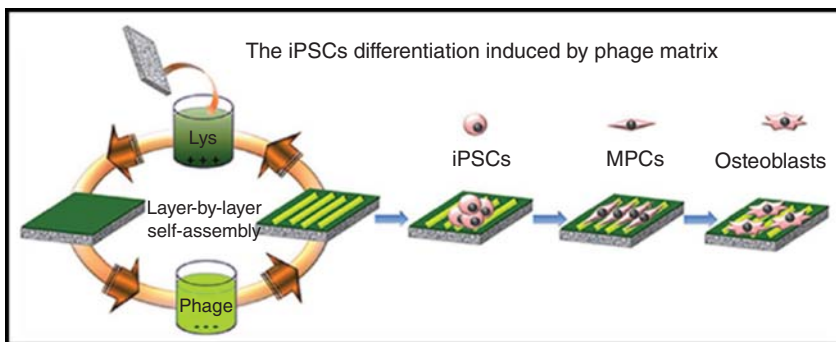 The iPSCs differentiation induced by phage matrix
Lys
+ + +
iPSCs
MPCs
Osteoblasts
Layer-by-layer
self-assembly
Phage
- - -